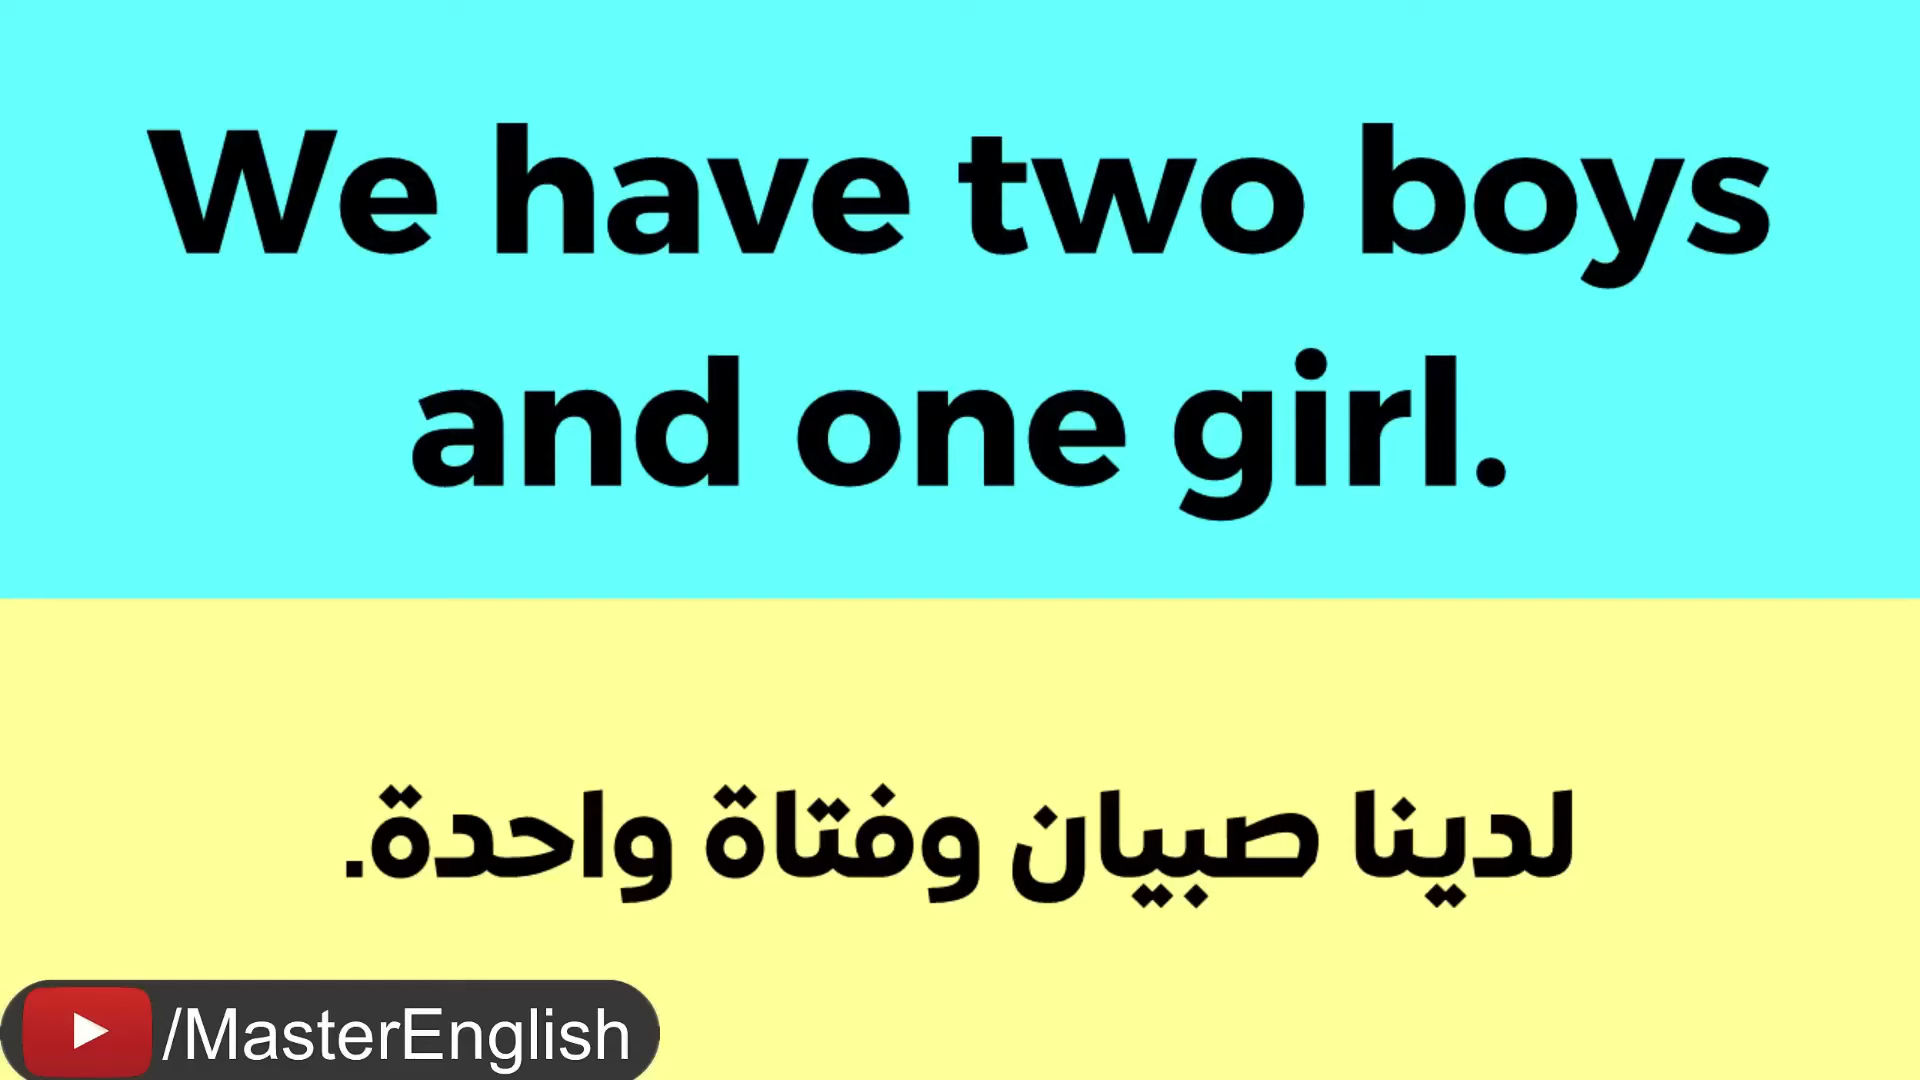 We have two boys
and one girl.
لدينا صبيان وفتاة واحدة.
/MasterEnglish